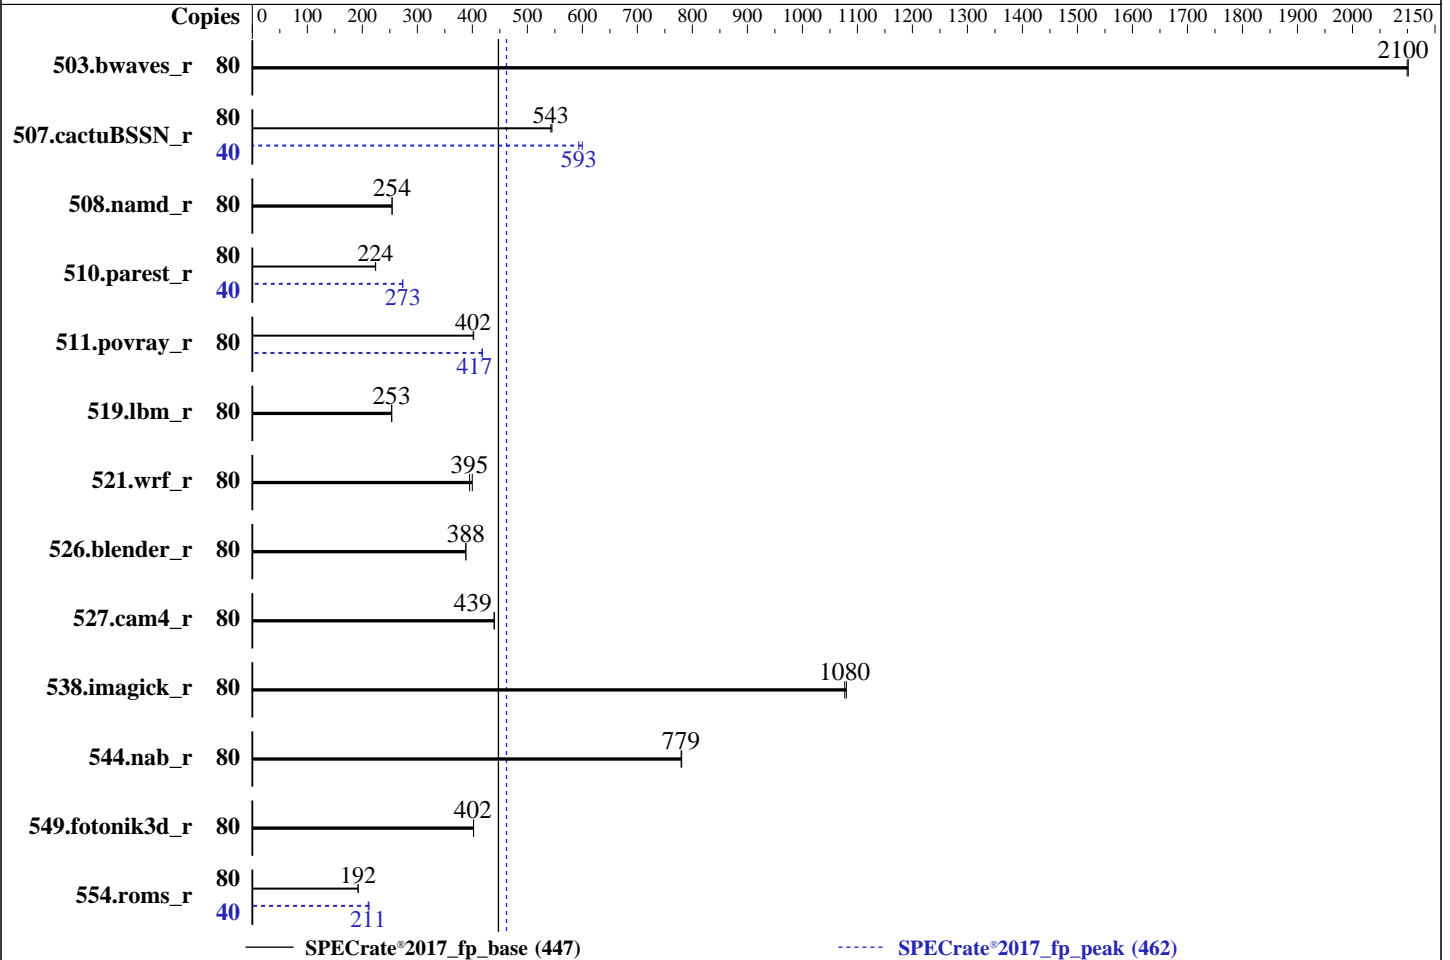 Copies 0 100 200 300 400 500 600 700 800 900 1000 1100 1200 1300 1400 1500 1600 1700 1800 1900 2000 2150
503.bwaves_r 80 2100
507.cactuBSSN_r 80 543
40 593
508.namd_r 80 254
510.parest_r 80 224
40 273
511.povray_r 80 402
417
519.lbm_r 80 253
521.wrf_r 80 395
526.blender_r 80 388
527.cam4_r 80 439
538.imagick_r 80 1080
544.nab_r 80 779
549.fotonik3d_r 80 402
554.roms_r 80 192
40 211
SPECrate®2017_fp_base (447) SPECrate®2017_fp_peak (462)